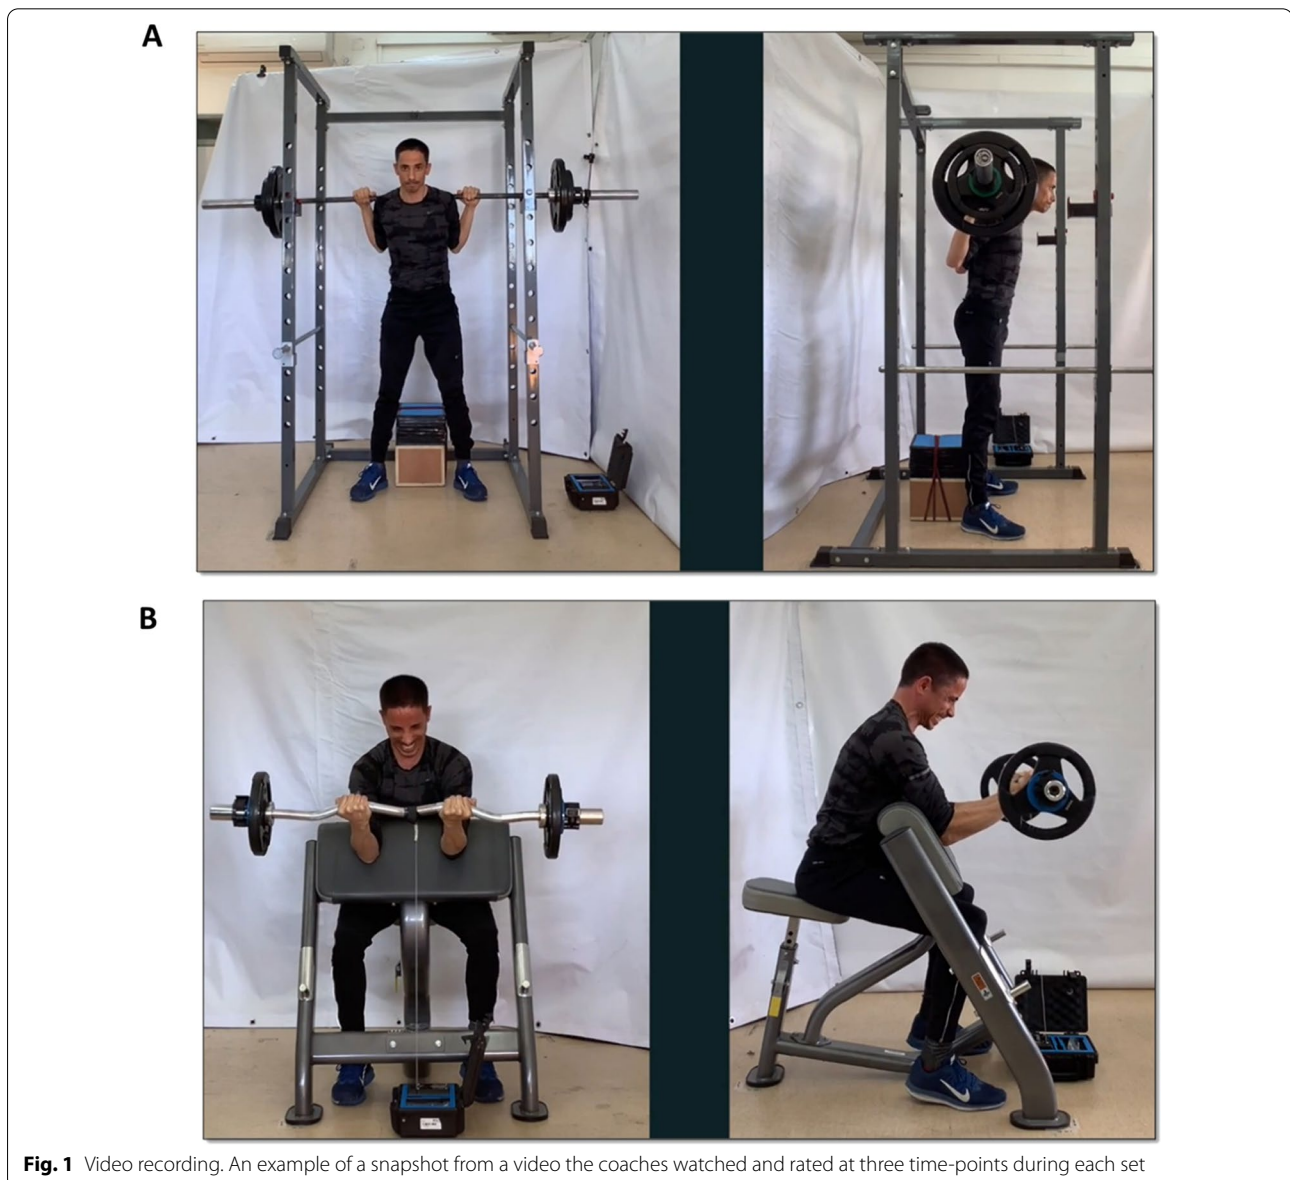 A
B
Fig. 1 Video recording. An example of a snapshot from a video the coaches watched and rated at three time-points during each set